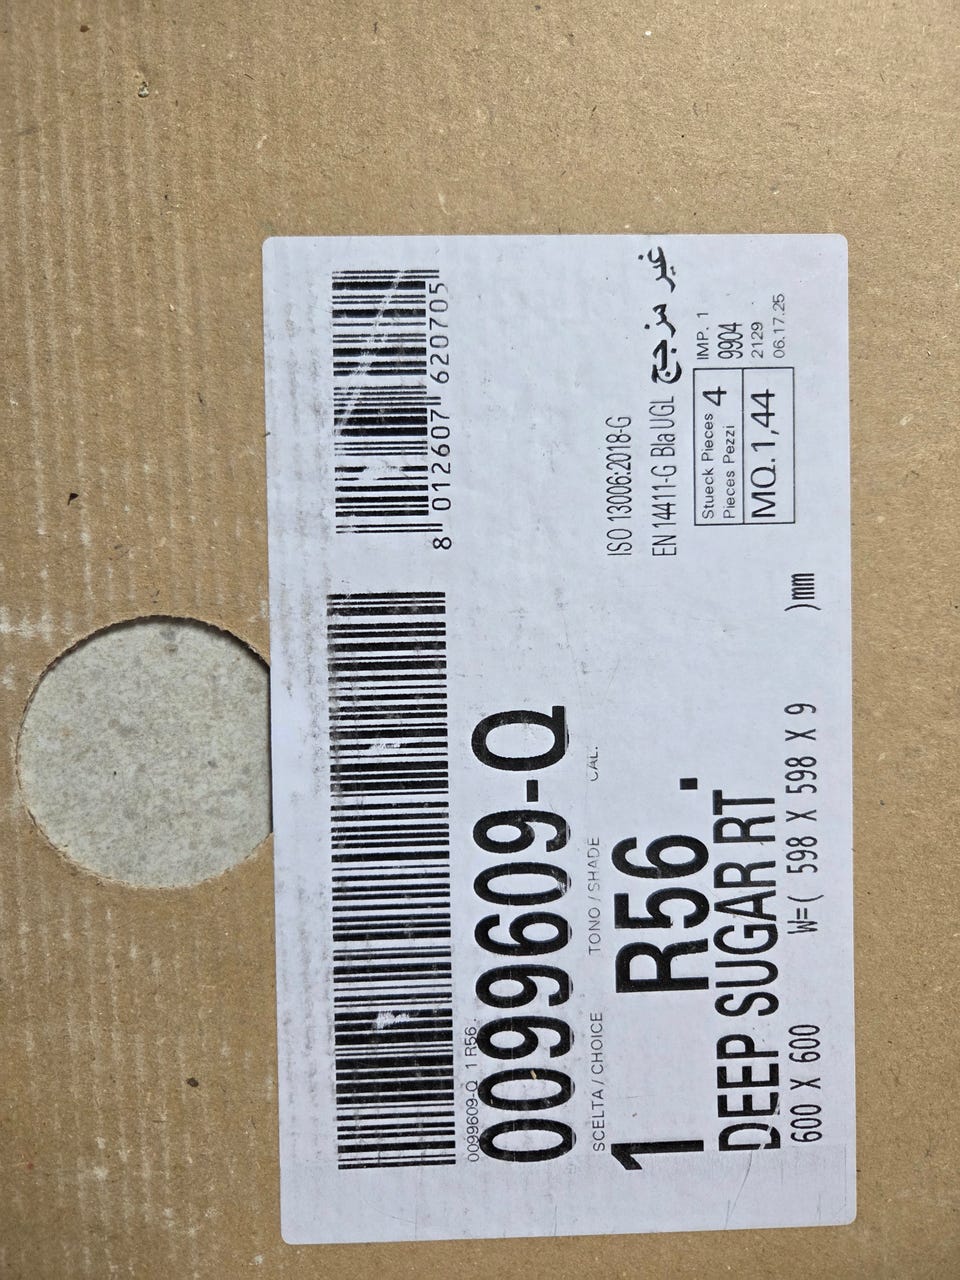 8 012607 620705
0099609-Q 1 R56
0099609-Q
SCELTA / CHOICE TONO / SHADE CAL.
1 R56 .
DEEP SUGAR RT
600 X 600 W=( 598 X 598 X 9 )mm
ISO 13006:2018-G
EN 14411-G BIa UGL غير مزجج
Stueck Pieces
Pieces Pezzi
4
MQ. 1,44
IMP. 1
9904
2129
06.17.25